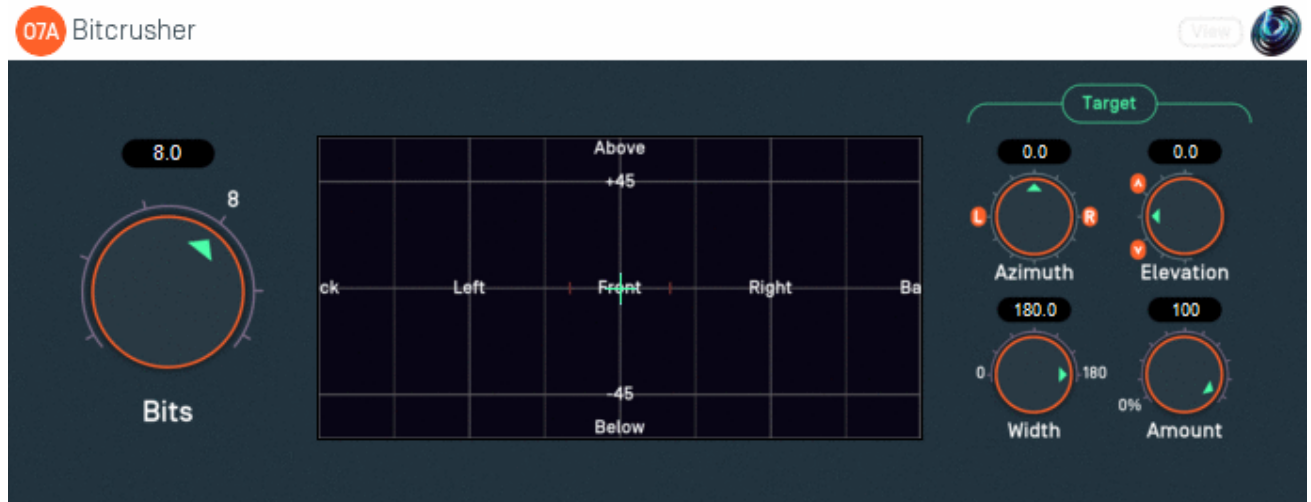 O7A Bitcrusher View
Target
8.0
8
Bits
Above
+45
ck Left Front Right Ba
-45
Below
0.0 0.0
L R ^ v
Azimuth Elevation
180.0 100
0 180 0%
Width Amount